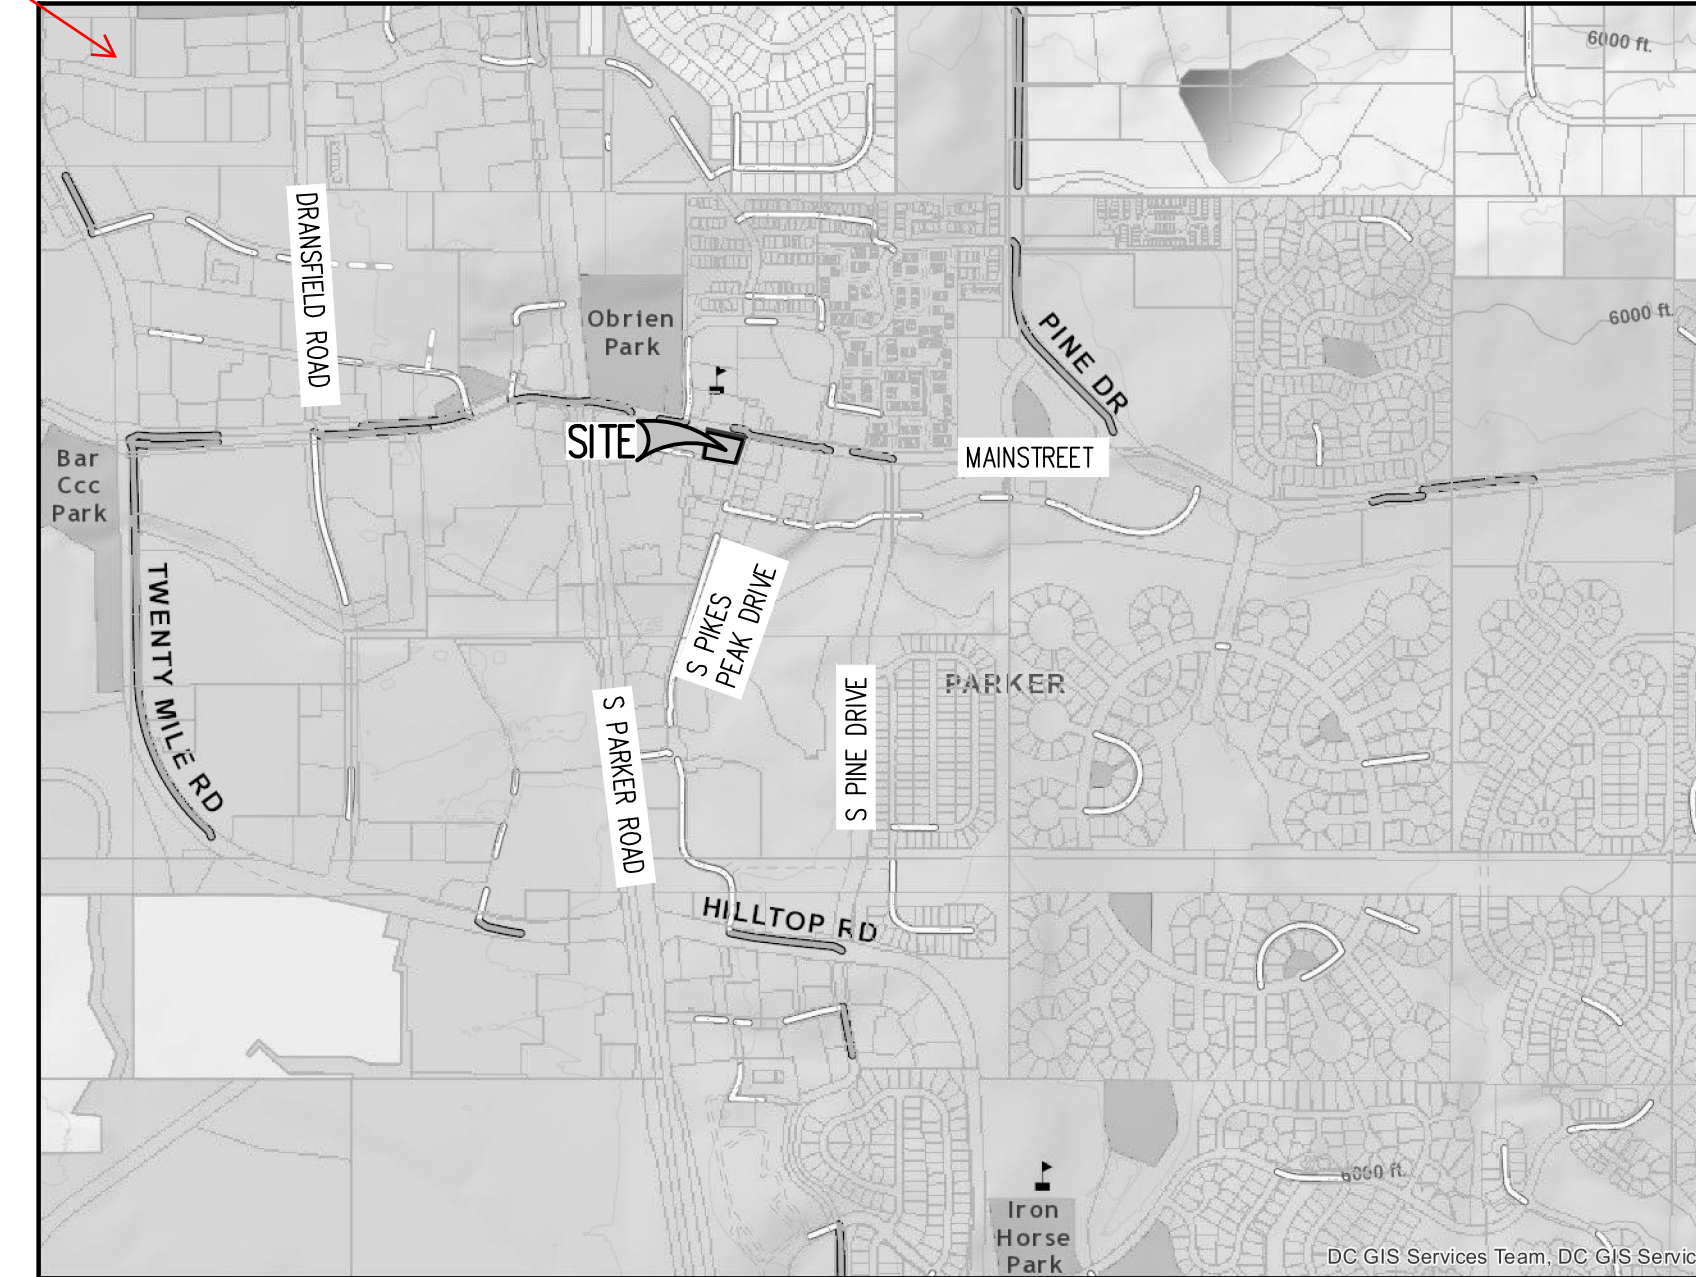 6000 ft.
DRANSFIELD ROAD
Obrien
Park
6000 ft.
PINE DR
SITE
MAINSTREET
Bar
Ccc
Park
TWENTY MILE RD
S PIKES
PEAK DRIVE
PARKER
S PARKER ROAD
S PINE DRIVE
HILLTOP RD
6000 ft.
Iron
Horse
Park
DC GIS Services Team, DC GIS Servic